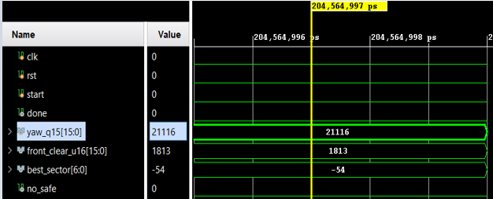 204,564,997 ps
Name Value
204,564,996 ps 204,564,998 ps
clk 0
rst 0
start 0
done 0
yaw_q15[15:0] 21116 21116
front_clear_u16[15:0] 1813 1813
best_sector[6:0] -54 -54
no_safe 0